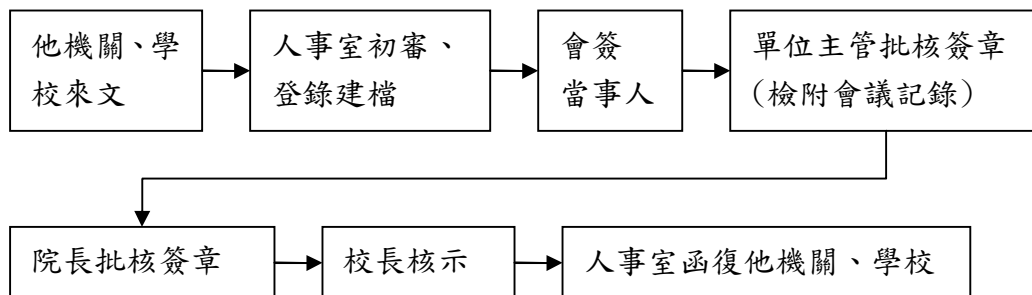 他機關、學
校來文
人事室初審、
登錄建檔
會簽
當事人
單位主管批核簽章
(檢附會議記錄)
院長批核簽章
校長核示
人事室函復他機關、學校